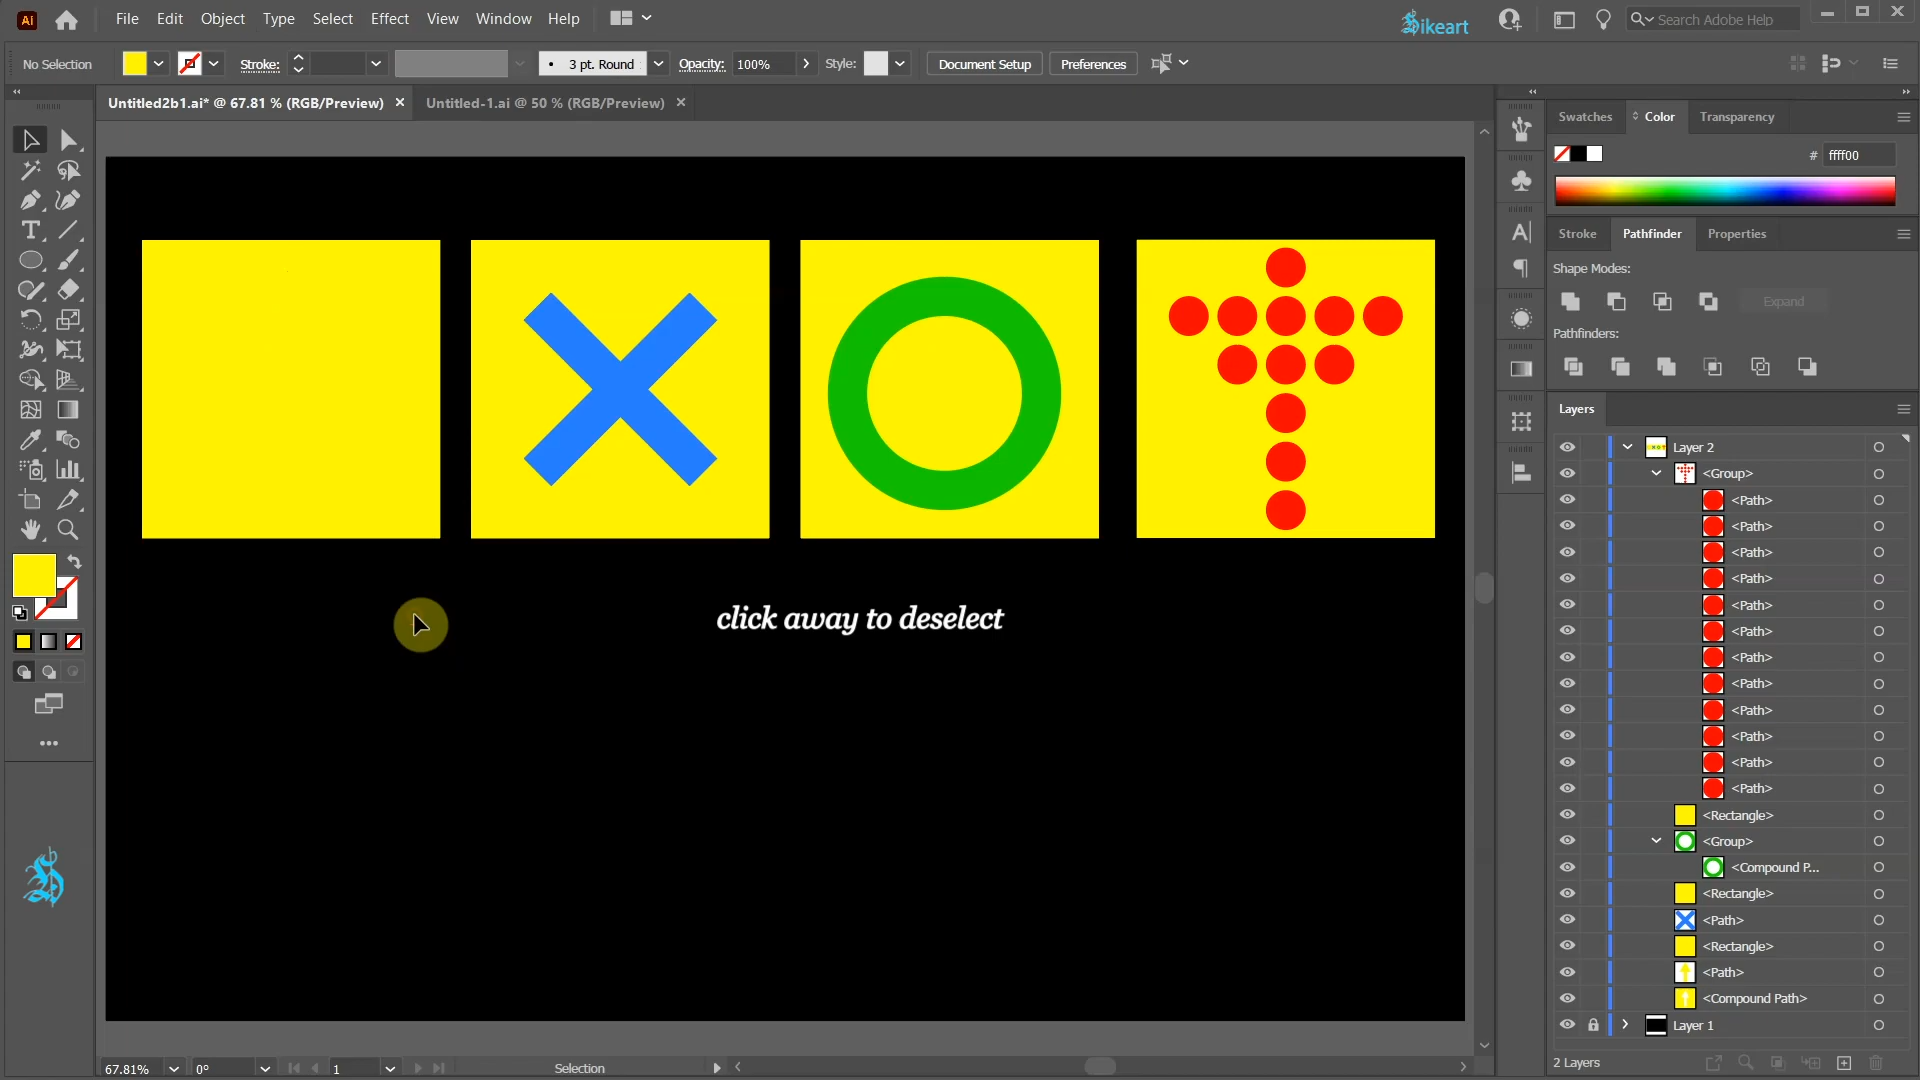 Ai File Edit Object Type Select Effect View Window Help Sikeart Search Adobe Help
No Selection Stroke: 3 pt. Round Opacity: 100% Style: Document Setup Preferences
Untitled2b1.ai* @ 67.81 % (RGB/Preview) × Untitled-1.ai @ 50 % (RGB/Preview) ×
Swatches Color Transparency
# ffff00
Stroke Pathfinder Properties
Shape Modes:
Expand
Pathfinders:
Layers
Layer 2
<Group>
<Path>
<Path>
<Path>
<Path>
<Path>
<Path>
<Path>
<Path>
<Path>
<Path>
<Path>
<Path>
<Rectangle>
<Group>
<Compound P...
<Rectangle>
<Path>
<Rectangle>
<Path>
<Compound Path>
Layer 1
2 Layers
click away to deselect
67.81% 0° 1 Selection